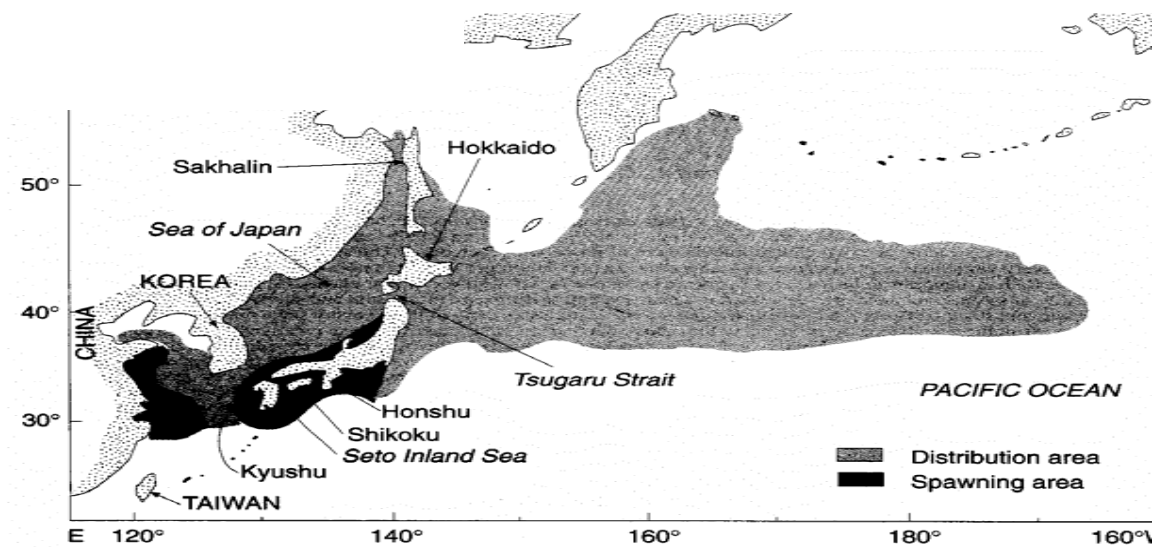 Sakhalin
Hokkaido
50°
Sea of Japan
KOREA
40°
CHINA
Tsugaru Strait
PACIFIC OCEAN
Honshu
30°
Shikoku
Seto Inland Sea
Distribution area
Kyushu
Spawning area
TAIWAN
E 120° 140° 160° 180° 160°W